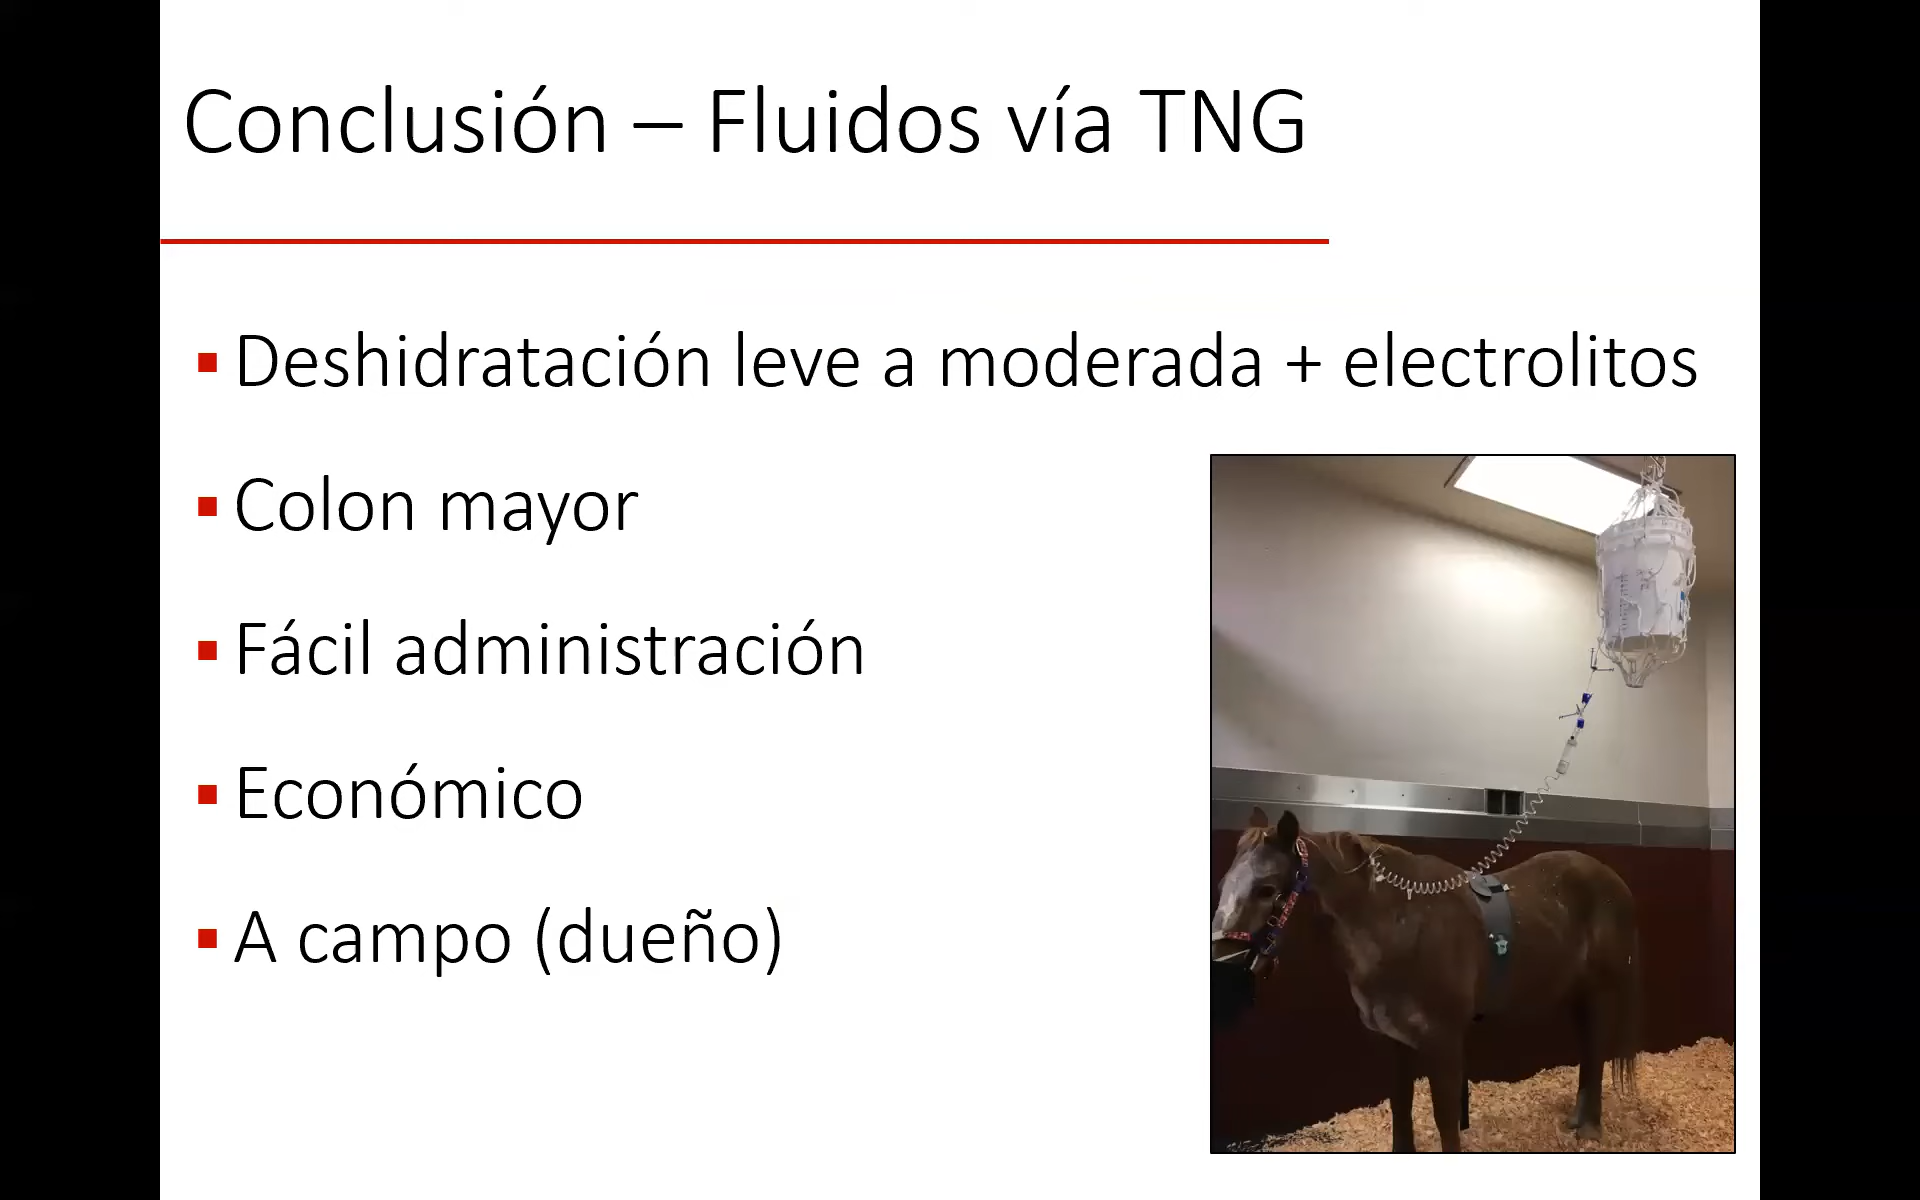 Conclusión – Fluidos vía TNG
Deshidratación leve a moderada + electrolitos
Colon mayor
Fácil administración
Económico
A campo (dueño)